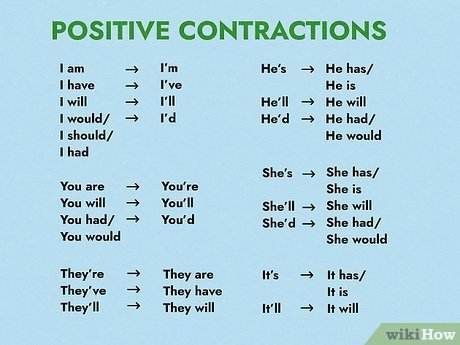 POSITIVE CONTRACTIONS
I am → I'm
I have → I've
I will → I'll
I would/ → I'd
I should/
I had
You are → You're
You will → You'll
You had/ → You'd
You would
They're → They are
They've → They have
They'll → They will
He's → He has/
He is
He'll → He will
He'd → He had/
He would
She's → She has/
She is
She'll → She will
She'd → She had/
She would
It's → It has/
It is
It'll → It will
wikiHow